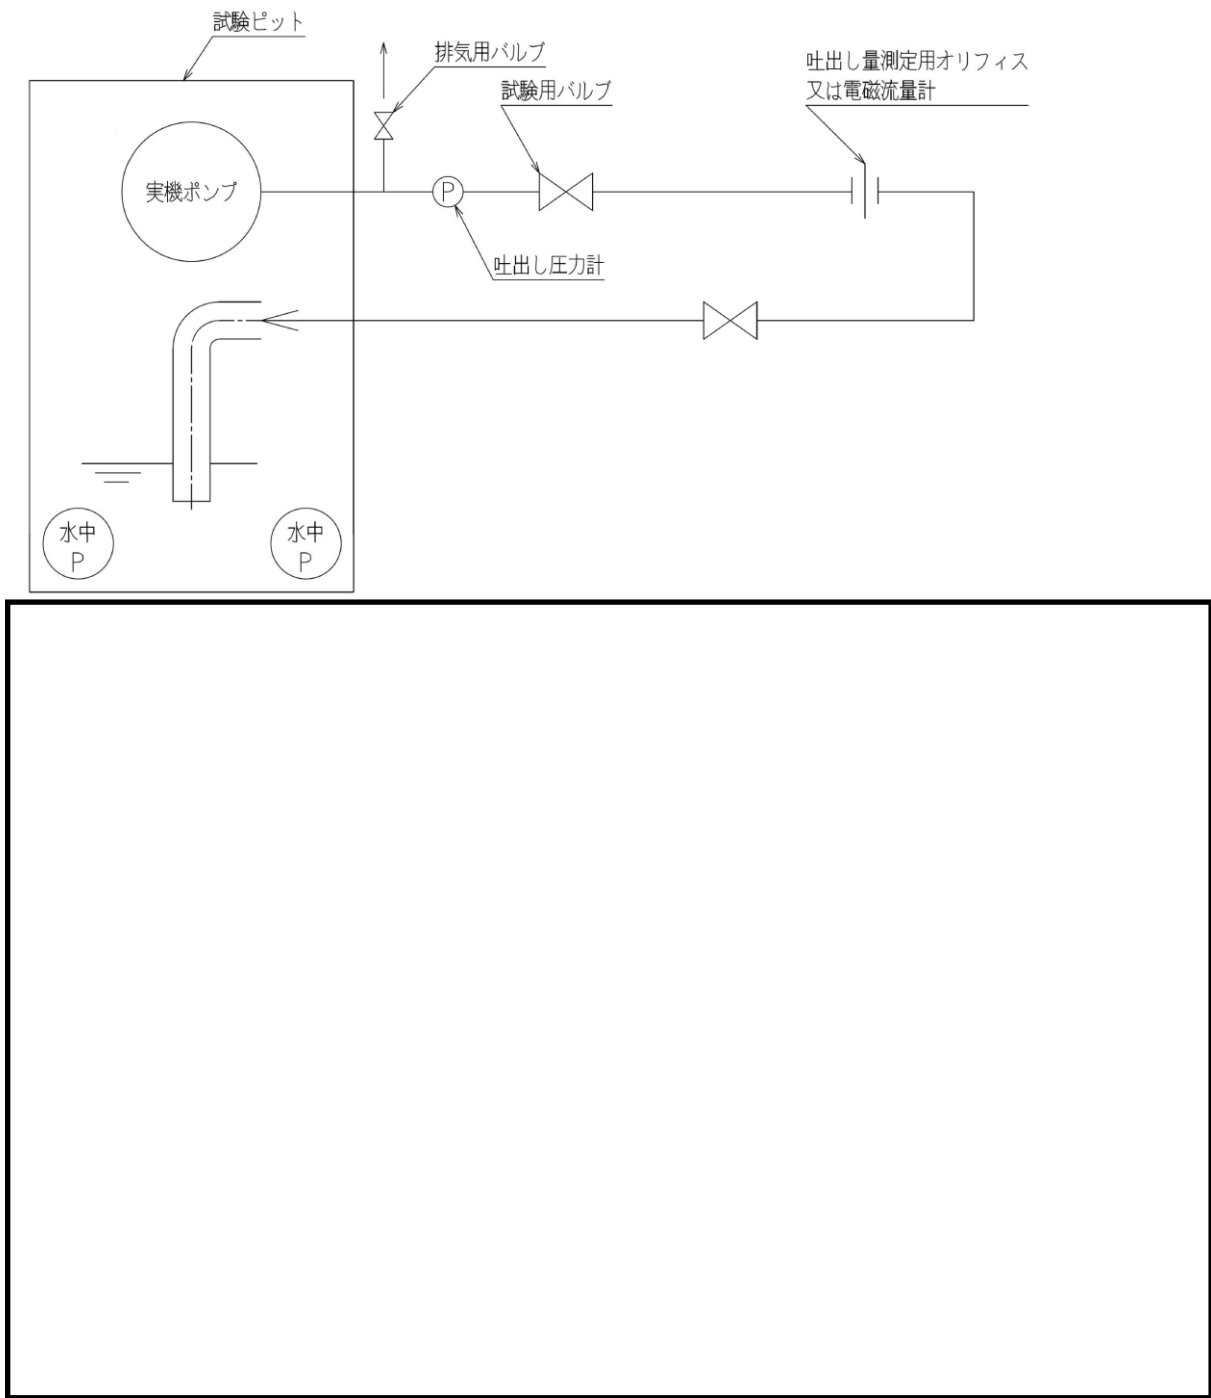 試験ピット
排気用バルブ
試験用バルブ
吐出し量測定用オリフィス
又は電磁流量計
実機ポンプ
P
吐出し圧力計
水中
P
水中
P